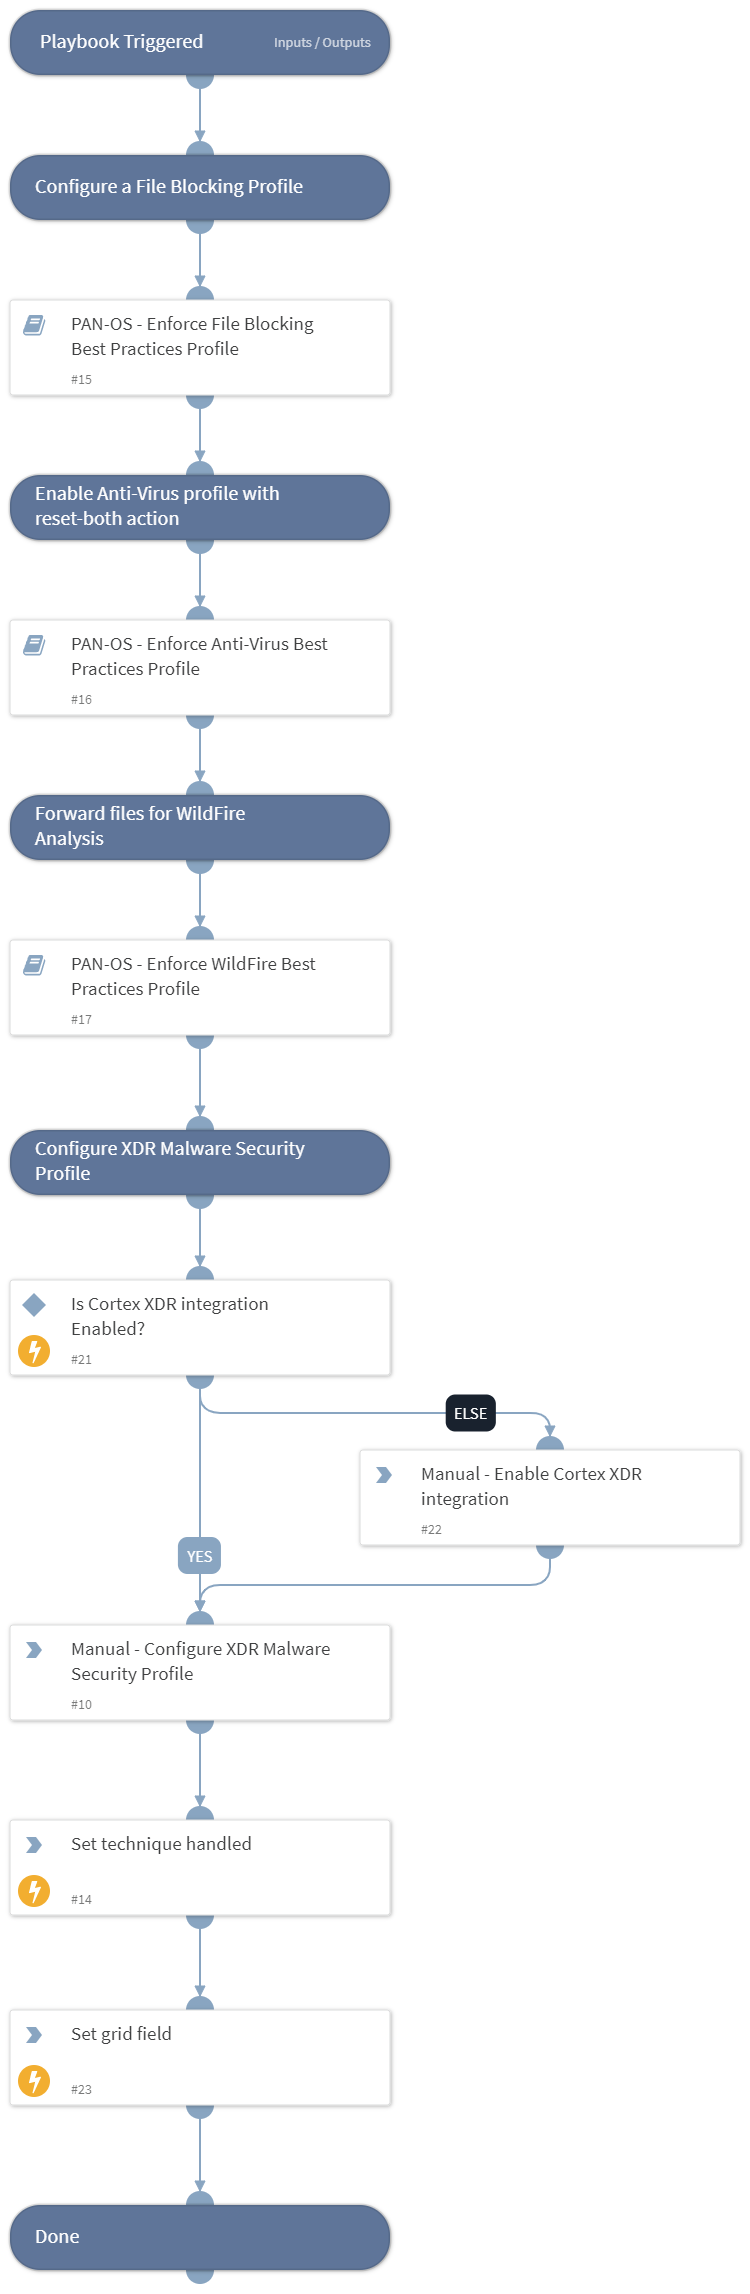 Playbook Triggered
Inputs / Outputs
Configure a File Blocking Profile
PAN-OS - Enforce File Blocking
Best Practices Profile
#15
Enable Anti-Virus profile with
reset-both action
PAN-OS - Enforce Anti-Virus Best
Practices Profile
#16
Forward files for WildFire
Analysis
PAN-OS - Enforce WildFire Best
Practices Profile
#17
Configure XDR Malware Security
Profile
Is Cortex XDR integration
Enabled?
#21
ELSE
Manual - Enable Cortex XDR
integration
#22
YES
Manual - Configure XDR Malware
Security Profile
#10
Set technique handled
#14
Set grid field
#23
Done